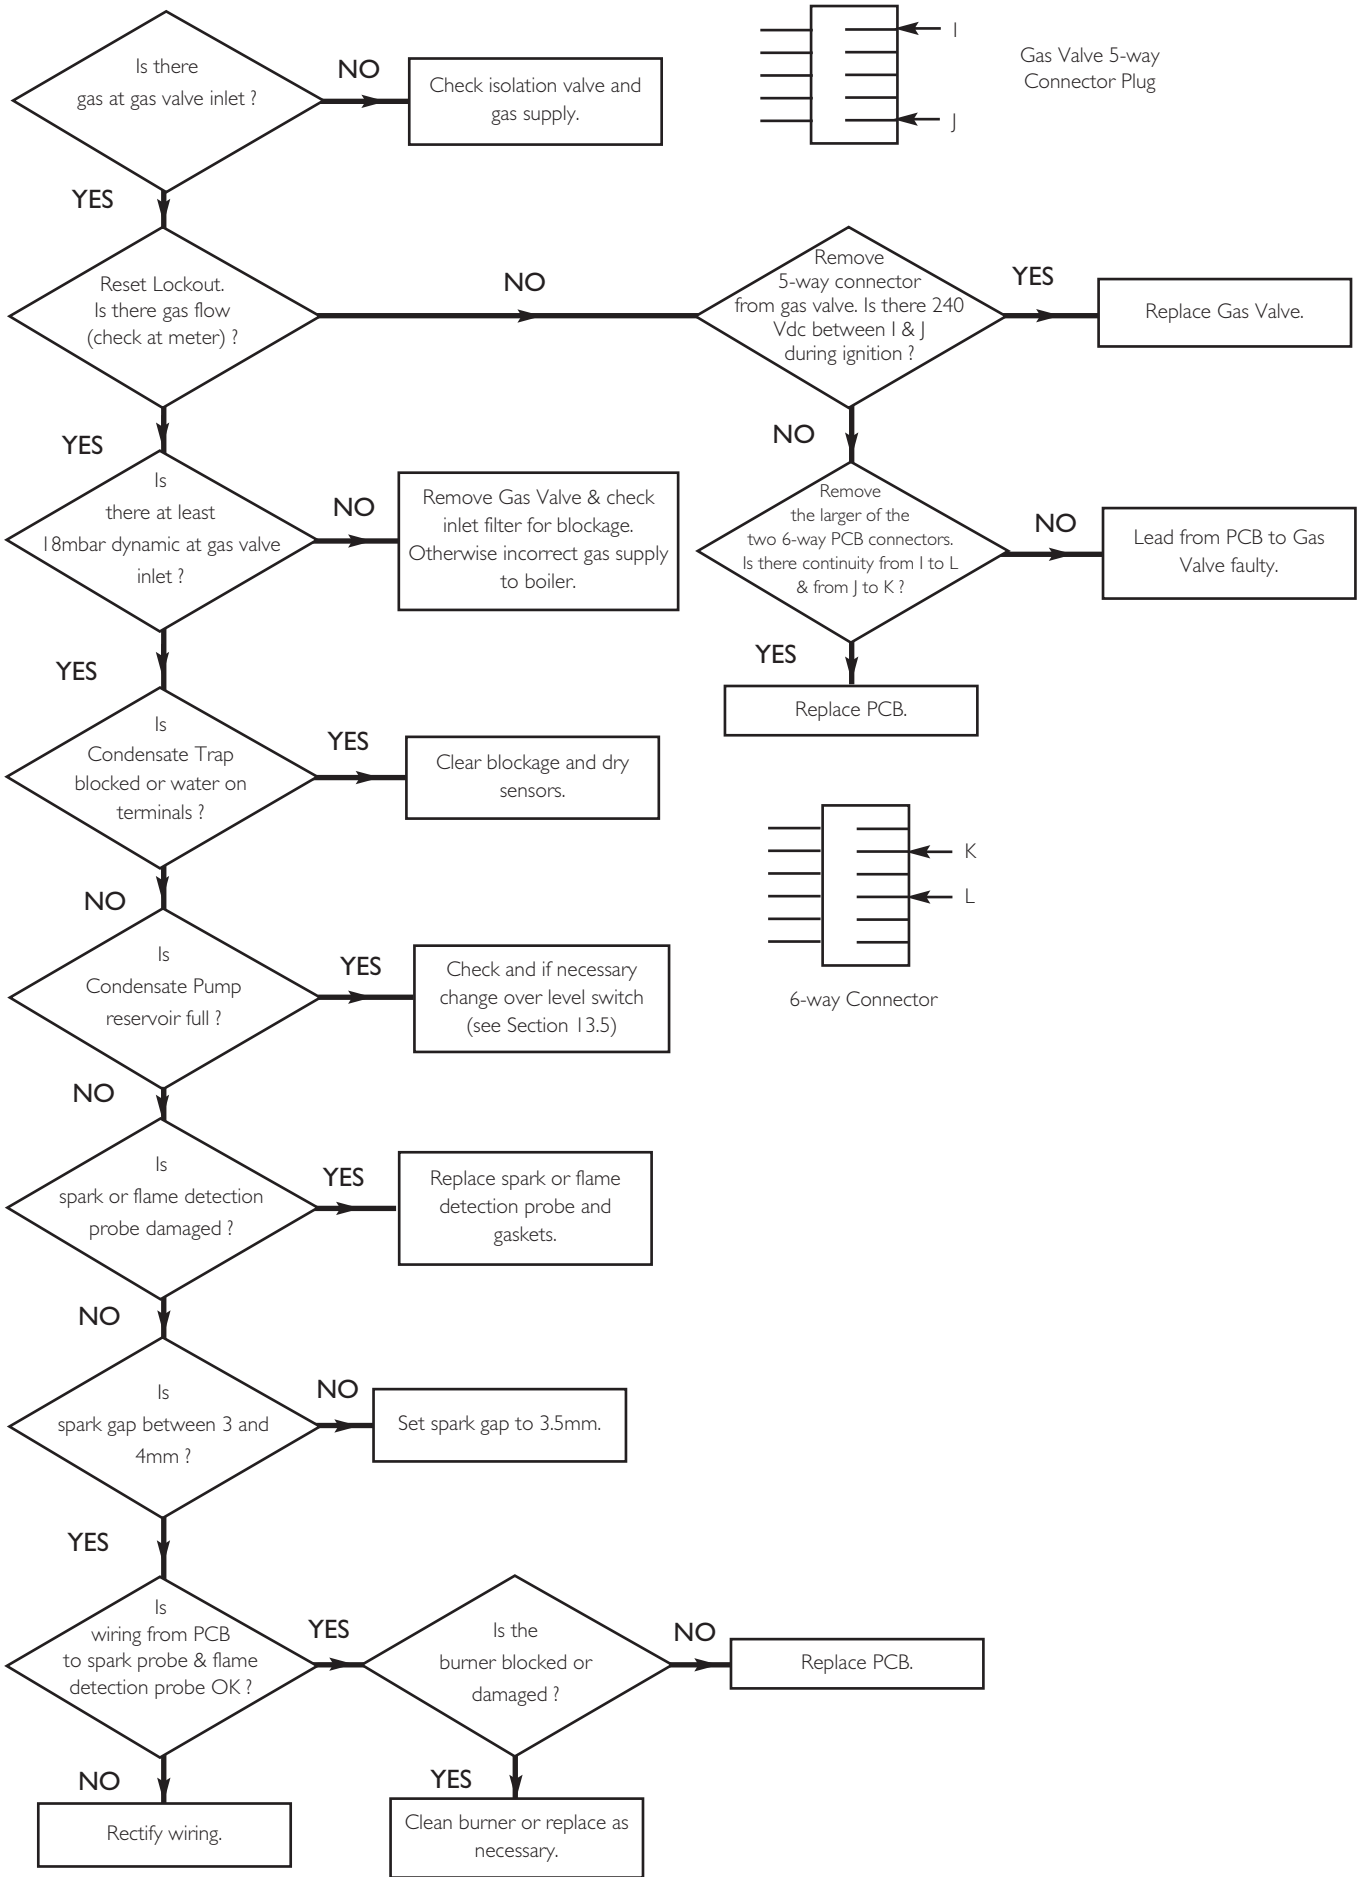 Is there
gas at gas valve inlet ?
NO
Check isolation valve and
gas supply.
I
J
Gas Valve 5-way
Connector Plug
YES
Reset Lockout.
Is there gas flow
(check at meter) ?
NO
Remove
5-way connector
from gas valve. Is there 240
Vdc between I & J
during ignition ?
YES
Replace Gas Valve.
YES
NO
Is
there at least
18mbar dynamic at gas valve
inlet ?
NO
Remove Gas Valve & check
inlet filter for blockage.
Otherwise incorrect gas supply
to boiler.
Remove
the larger of the
two 6-way PCB connectors.
Is there continuity from I to L
& from J to K ?
NO
Lead from PCB to Gas
Valve faulty.
YES
YES
Replace PCB.
Is
Condensate Trap
blocked or water on
terminals ?
YES
Clear blockage and dry
sensors.
K
L
6-way Connector
NO
Is
Condensate Pump
reservoir full ?
YES
Check and if necessary
change over level switch
(see Section 13.5)
NO
Is
spark or flame detection
probe damaged ?
YES
Replace spark or flame
detection probe and
gaskets.
NO
Is
spark gap between 3 and
4mm ?
NO
Set spark gap to 3.5mm.
YES
Is
wiring from PCB
to spark probe & flame
detection probe OK ?
YES
Is the
burner blocked or
damaged ?
NO
Replace PCB.
NO
Rectify wiring.
YES
Clean burner or replace as
necessary.